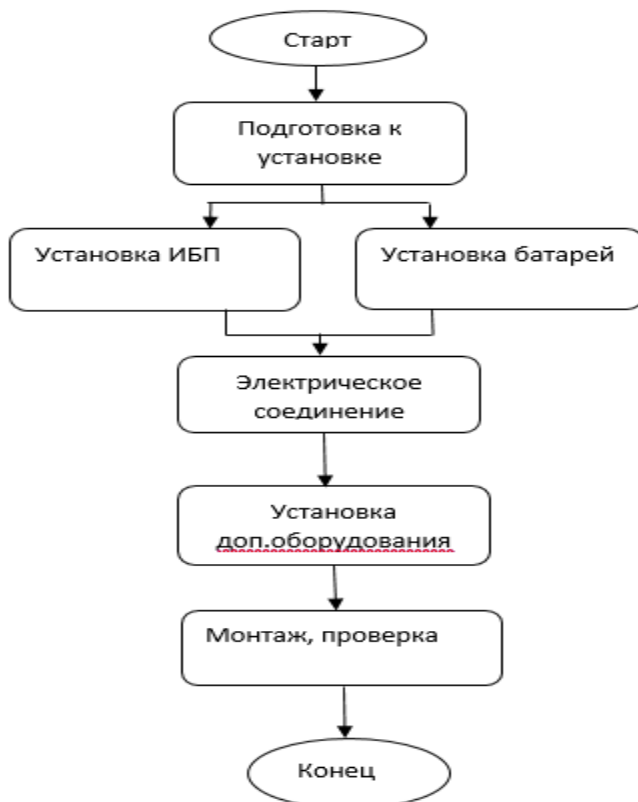 Старт
Подготовка к
установке
Установка ИБП
Установка батарей
Электрическое
соединение
Установка
доп.оборудования
Монтаж, проверка
Конец